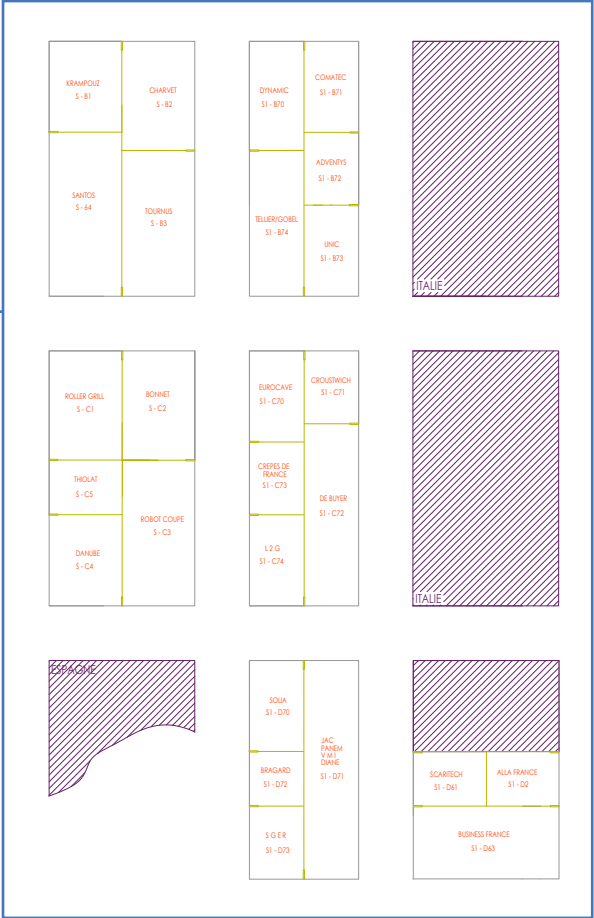 KRAMPOUZ
S - B1
CHARVET
S - B2
SANTOS
S - 64
TOURNUS
S - B3
DYNAMIC
S1 - B70
COMATEC
S1 - B71
ADVENTYS
S1 - B72
TELLIER/GOBEL
S1 - B74
UNIC
S1 - B73
ITALIE
ROLLER GRILL
S - C1
BONNET
S - C2
THIOLAT
S - C5
ROBOT COUPE
S - C3
DANUBE
S - C4
EUROCAVE
S1 - C70
CROUSTWICH
S1 - C71
CREPES DE
FRANCE
S1 - C73
DE BUYER
S1 - C72
L 2 G
S1 - C74
ITALIE
ESPAGNE
SOLIA
S1 - D70
BRAGARD
S1 - D72
S G E R
S1 - D73
JAC
PANEM
V M I
DIANE
S1 - D71
SCARITECH
S1 - D61
ALLA FRANCE
S1 - D2
BUSINESS FRANCE
S1 - D63